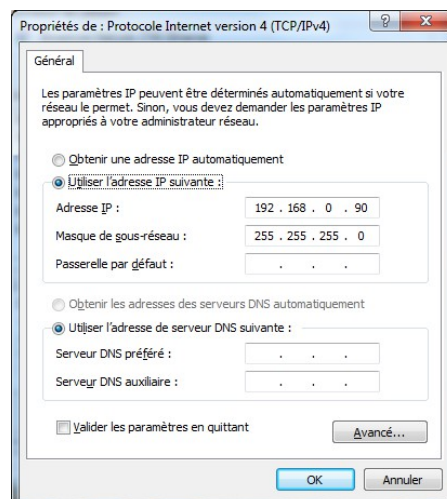 Propriétés de : Protocole Internet version 4 (TCP/IPv4)
Général
Les paramètres IP peuvent être déterminés automatiquement si votre
réseau le permet. Sinon, vous devez demander les paramètres IP
appropriés à votre administrateur réseau.
Obtenir une adresse IP automatiquement
Utiliser l'adresse IP suivante :
Adresse IP : 192 . 168 . 0 . 90
Masque de sous-réseau : 255 . 255 . 255 . 0
Passerelle par défaut : . . .
Obtenir les adresses des serveurs DNS automatiquement
Utiliser l'adresse de serveur DNS suivante :
Serveur DNS préféré : . . .
Serveur DNS auxiliaire : . . .
Valider les paramètres en quittant
Avancé...
OK Annuler